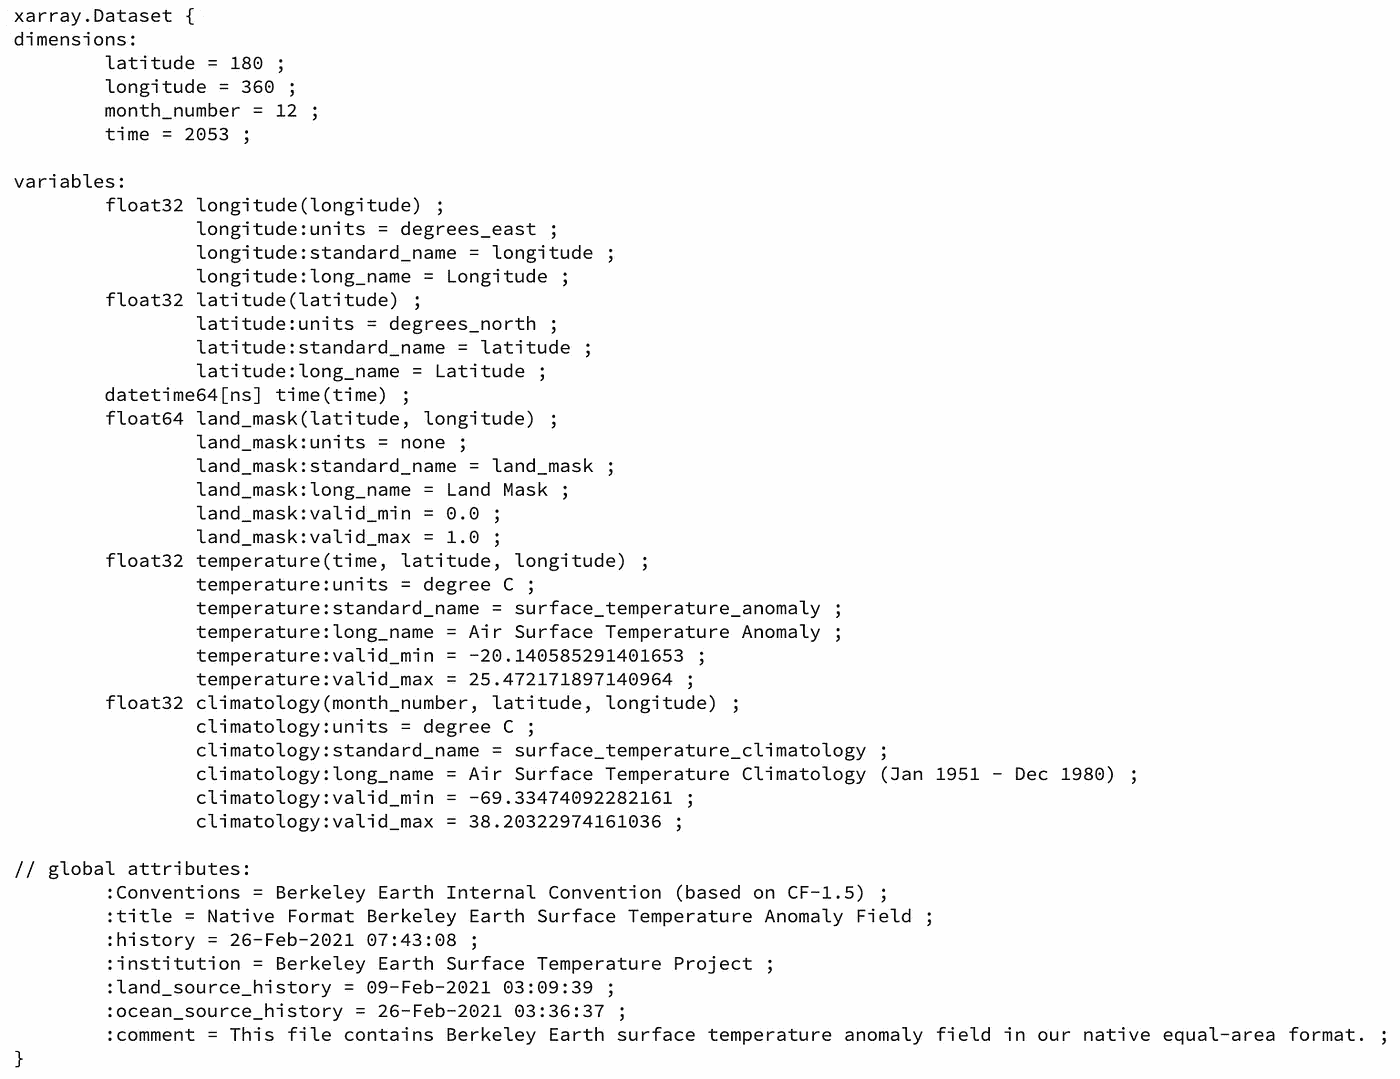 xarray.Dataset {
dimensions:
        latitude = 180 ;
        longitude = 360 ;
        month_number = 12 ;
        time = 2053 ;

variables:
        float32 longitude(longitude) ;
                longitude:units = degrees_east ;
                longitude:standard_name = longitude ;
                longitude:long_name = Longitude ;
        float32 latitude(latitude) ;
                latitude:units = degrees_north ;
                latitude:standard_name = latitude ;
                latitude:long_name = Latitude ;
        datetime64[ns] time(time) ;
        float64 land_mask(latitude, longitude) ;
                land_mask:units = none ;
                land_mask:standard_name = land_mask ;
                land_mask:long_name = Land Mask ;
                land_mask:valid_min = 0.0 ;
                land_mask:valid_max = 1.0 ;
        float32 temperature(time, latitude, longitude) ;
                temperature:units = degree C ;
                temperature:standard_name = surface_temperature_anomaly ;
                temperature:long_name = Air Surface Temperature Anomaly ;
                temperature:valid_min = -20.140585291401653 ;
                temperature:valid_max = 25.472171897140964 ;
        float32 climatology(month_number, latitude, longitude) ;
                climatology:units = degree C ;
                climatology:standard_name = surface_temperature_climatology ;
                climatology:long_name = Air Surface Temperature Climatology (Jan 1951 - Dec 1980) ;
                climatology:valid_min = -69.33474092282161 ;
                climatology:valid_max = 38.20322974161036 ;

// global attributes:
        :Conventions = Berkeley Earth Internal Convention (based on CF-1.5) ;
        :title = Native Format Berkeley Earth Surface Temperature Anomaly Field ;
        :history = 26-Feb-2021 07:43:08 ;
        :institution = Berkeley Earth Surface Temperature Project ;
        :land_source_history = 09-Feb-2021 03:09:39 ;
        :ocean_source_history = 26-Feb-2021 03:36:37 ;
        :comment = This file contains Berkeley Earth surface temperature anomaly field in our native equal-area format. ;
}